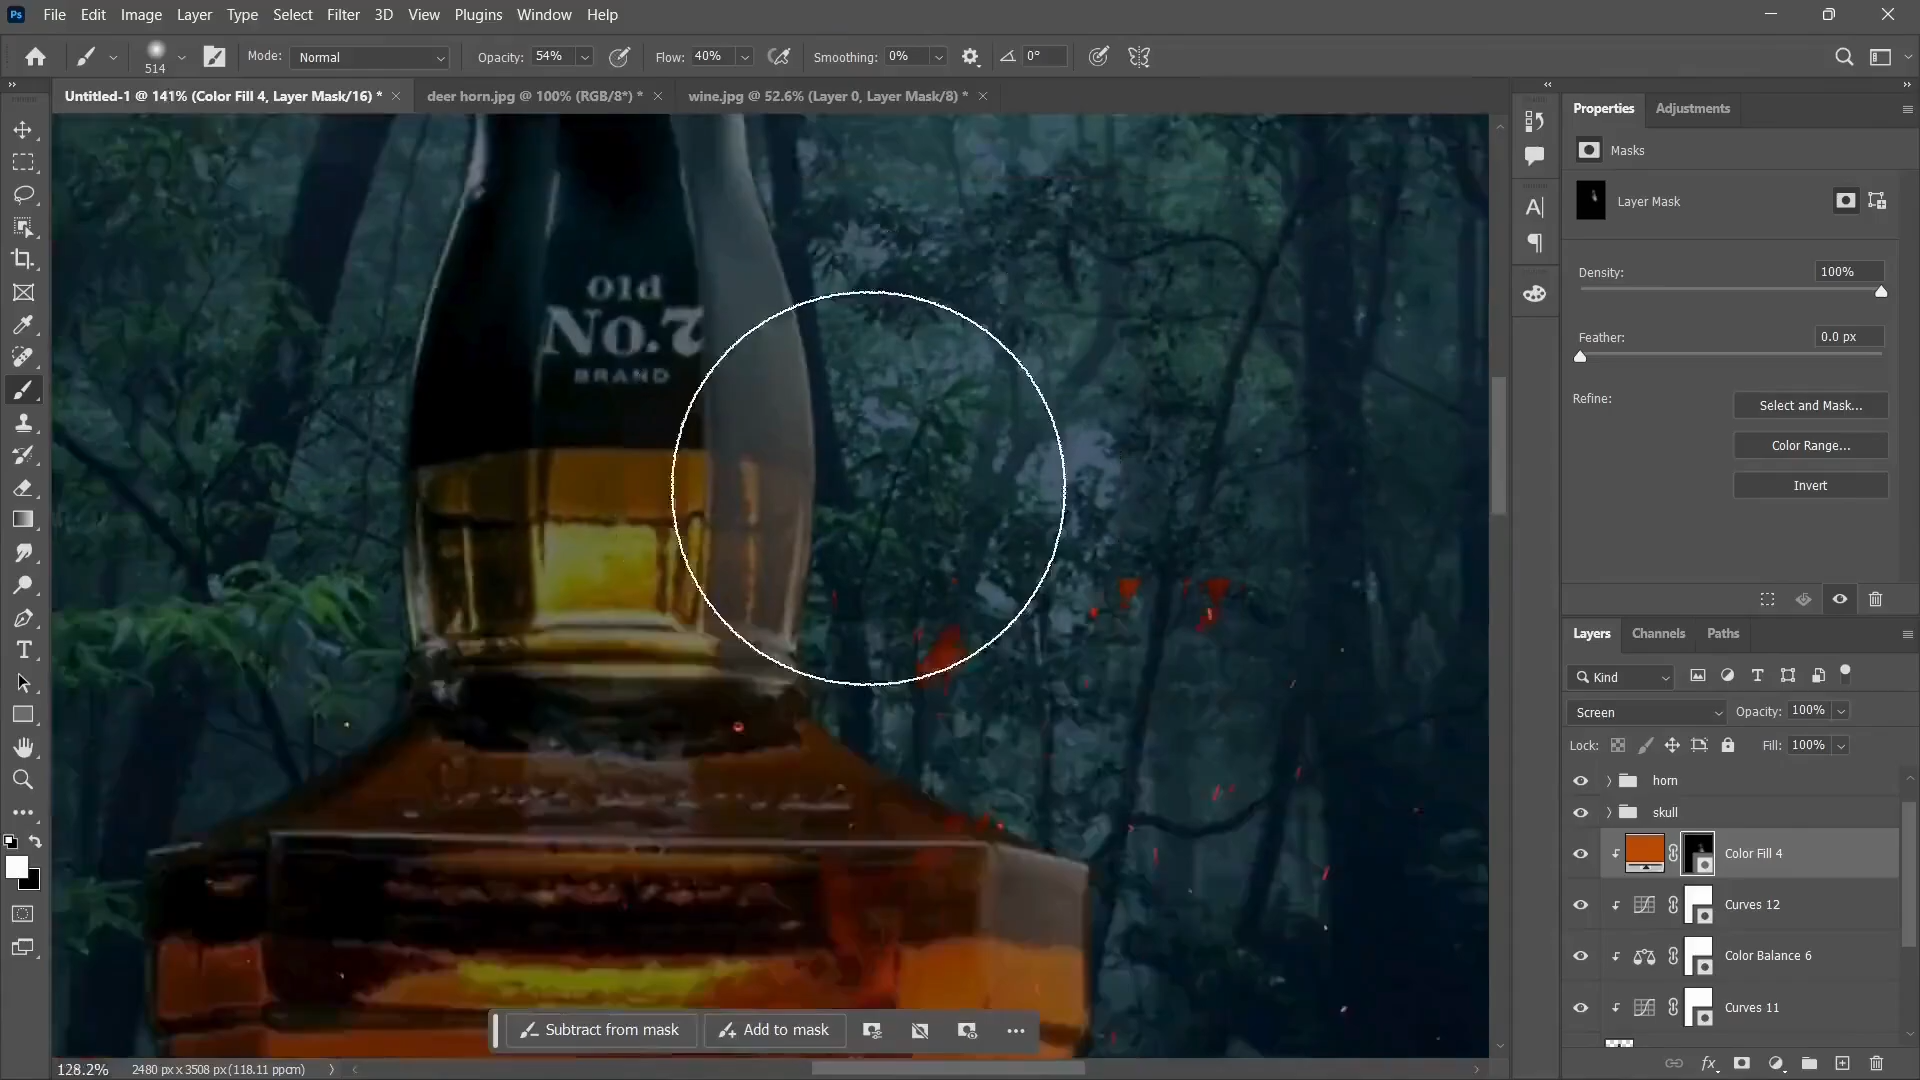 Ps File Edit Image Layer Type Select Filter 3D View Plugins Window Help
514 Mode: Normal Opacity: 54% Flow: 40% Smoothing: 0% 0°
Untitled-1 @ 141% (Color Fill 4, Layer Mask/16) * deer horn.jpg @ 100% (RGB/8*) * wine.jpg @ 52.6% (Layer 0, Layer Mask/8) *
Properties Adjustments
Masks
Layer Mask
Density: 100%
Feather: 0.0 px
Refine: Select and Mask...
Color Range...
Invert
Old
No.7
BRAND
Layers Channels Paths
Kind
Screen Opacity: 100%
Lock: Fill: 100%
horn
skull
Color Fill 4
Curves 12
Color Balance 6
Curves 11
Subtract from mask Add to mask
128.2% 2480 px x 3508 px (118.11 ppcm)